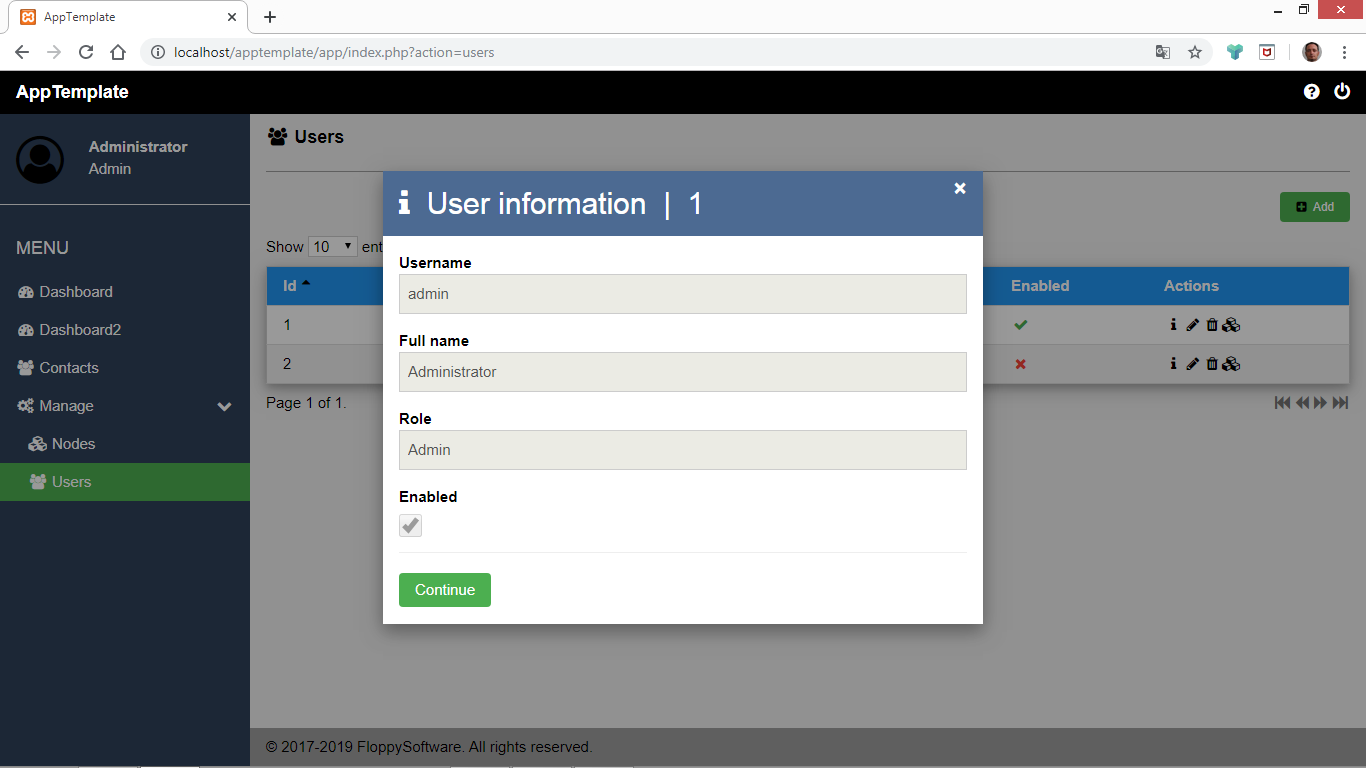 AppTemplate
localhost/apptemplate/app/index.php?action=users
AppTemplate
Administrator
Admin
MENU
Dashboard
Dashboard2
Contacts
Manage
Nodes
Users
Users
Add
Show 10 ent
Id Enabled Actions
1
2
Page 1 of 1.
User information | 1
Username
admin
Full name
Administrator
Role
Admin
Enabled
Continue
© 2017-2019 FloppySoftware. All rights reserved.